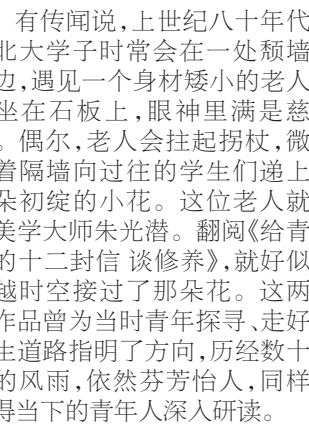 有传闻说,上世纪八十年代
北大学子时常会在一处颓墙
边,遇见一个身材矮小的老人
坐在石板上,眼神里满是慈
。偶尔,老人会拄起拐杖,微
着隔墙向过往的学生们递上
朵初绽的小花。这位老人就
美学大师朱光潜。翻阅《给青
的十二封信 谈修养》,就好似
越时空接过了那朵花。这两
作品曾为当时青年探寻、走好
生道路指明了方向,历经数十
的风雨,依然芬芳怡人,同样
得当下的青年人深入研读。